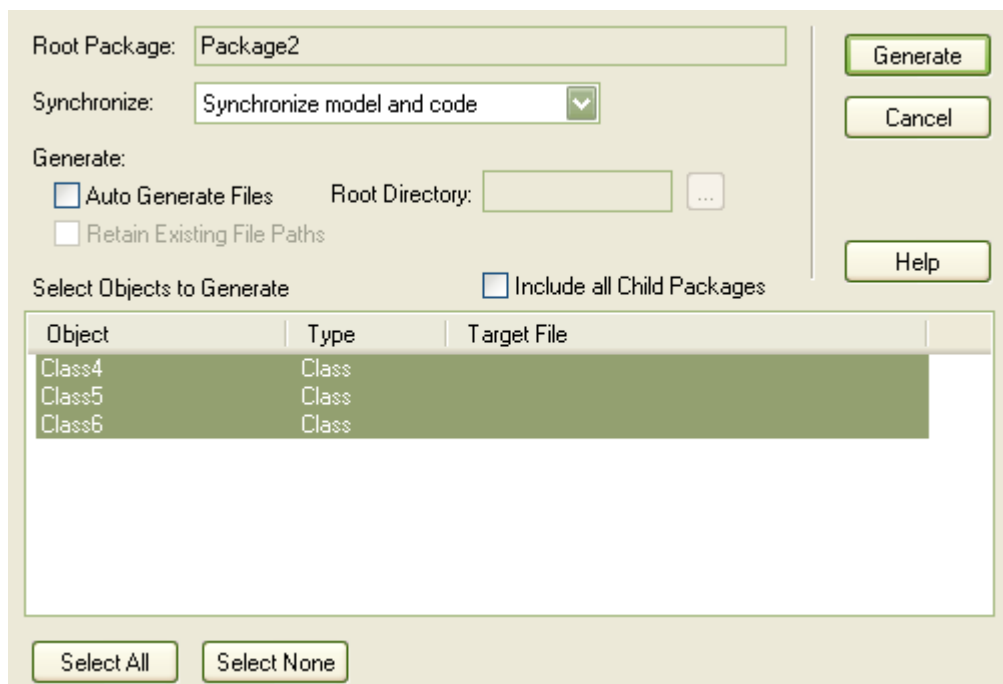 Root Package: Package2
Generate
Synchronize: Synchronize model and code
Cancel
Generate:
Auto Generate Files Root Directory: ...
Retain Existing File Paths
Help
Select Objects to Generate Include all Child Packages
Object Type Target File
Class4 Class
Class5 Class
Class6 Class
Select All Select None